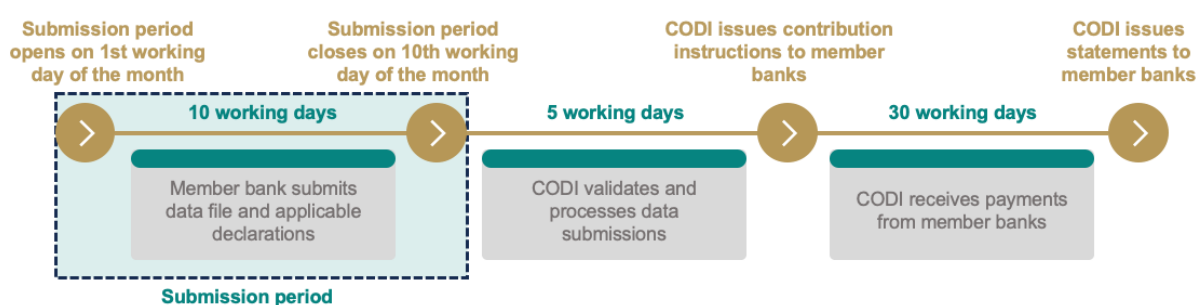 Submission period
opens on 1st working
day of the month
Submission period
closes on 10th working
day of the month
CODI issues contribution
instructions to member
banks
CODI issues
statements to
member banks
10 working days
5 working days
30 working days
Member bank submits
data file and applicable
declarations
CODI validates and
processes data
submissions
CODI receives payments
from member banks
Submission period